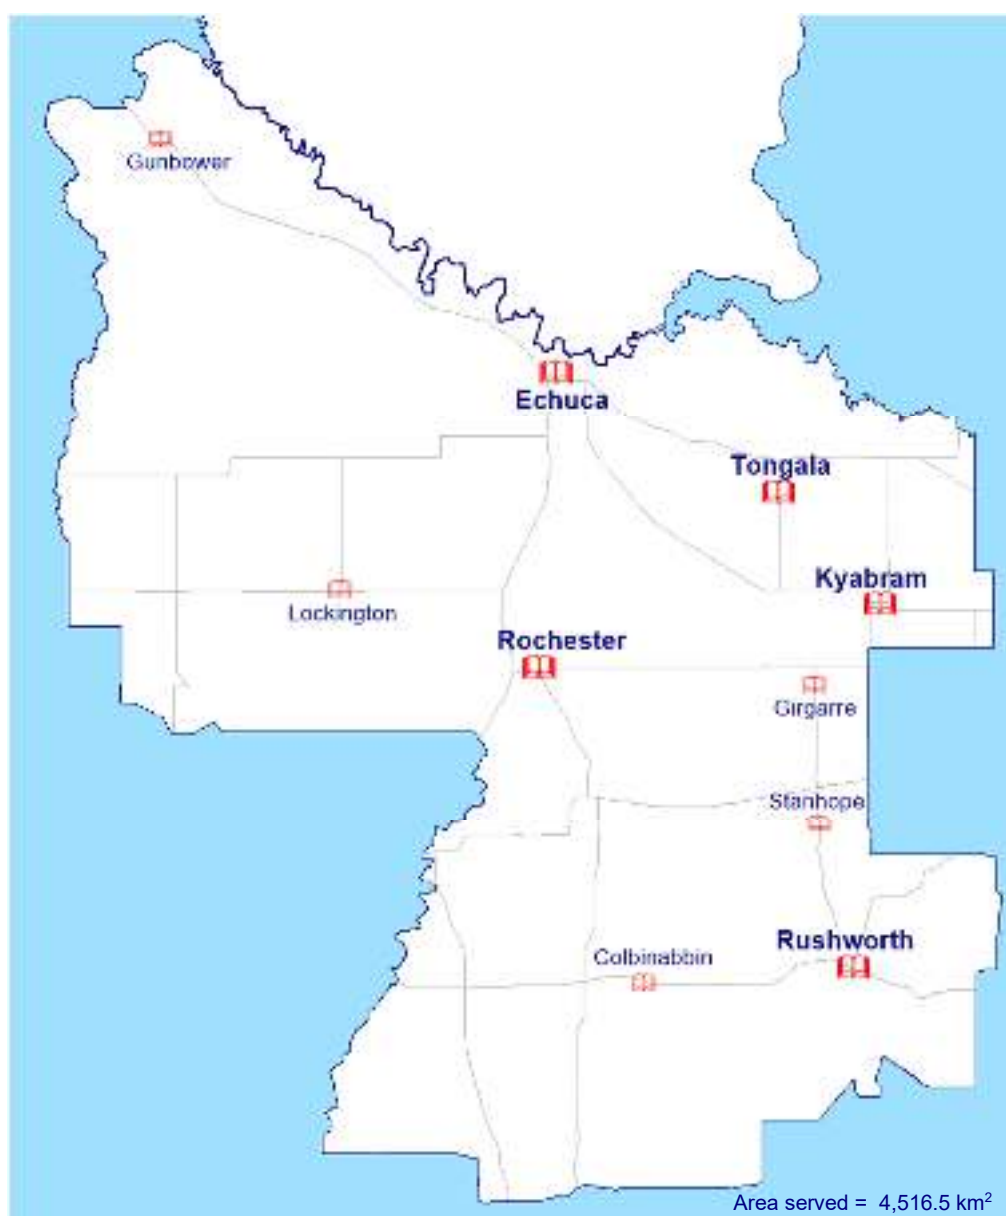 Gunbower
Echuca
Tongala
Kyabram
Lockington
Rochester
Girgarre
Stanhope
Rushworth
Colbinabbin
Area served = 4,516.5 km²